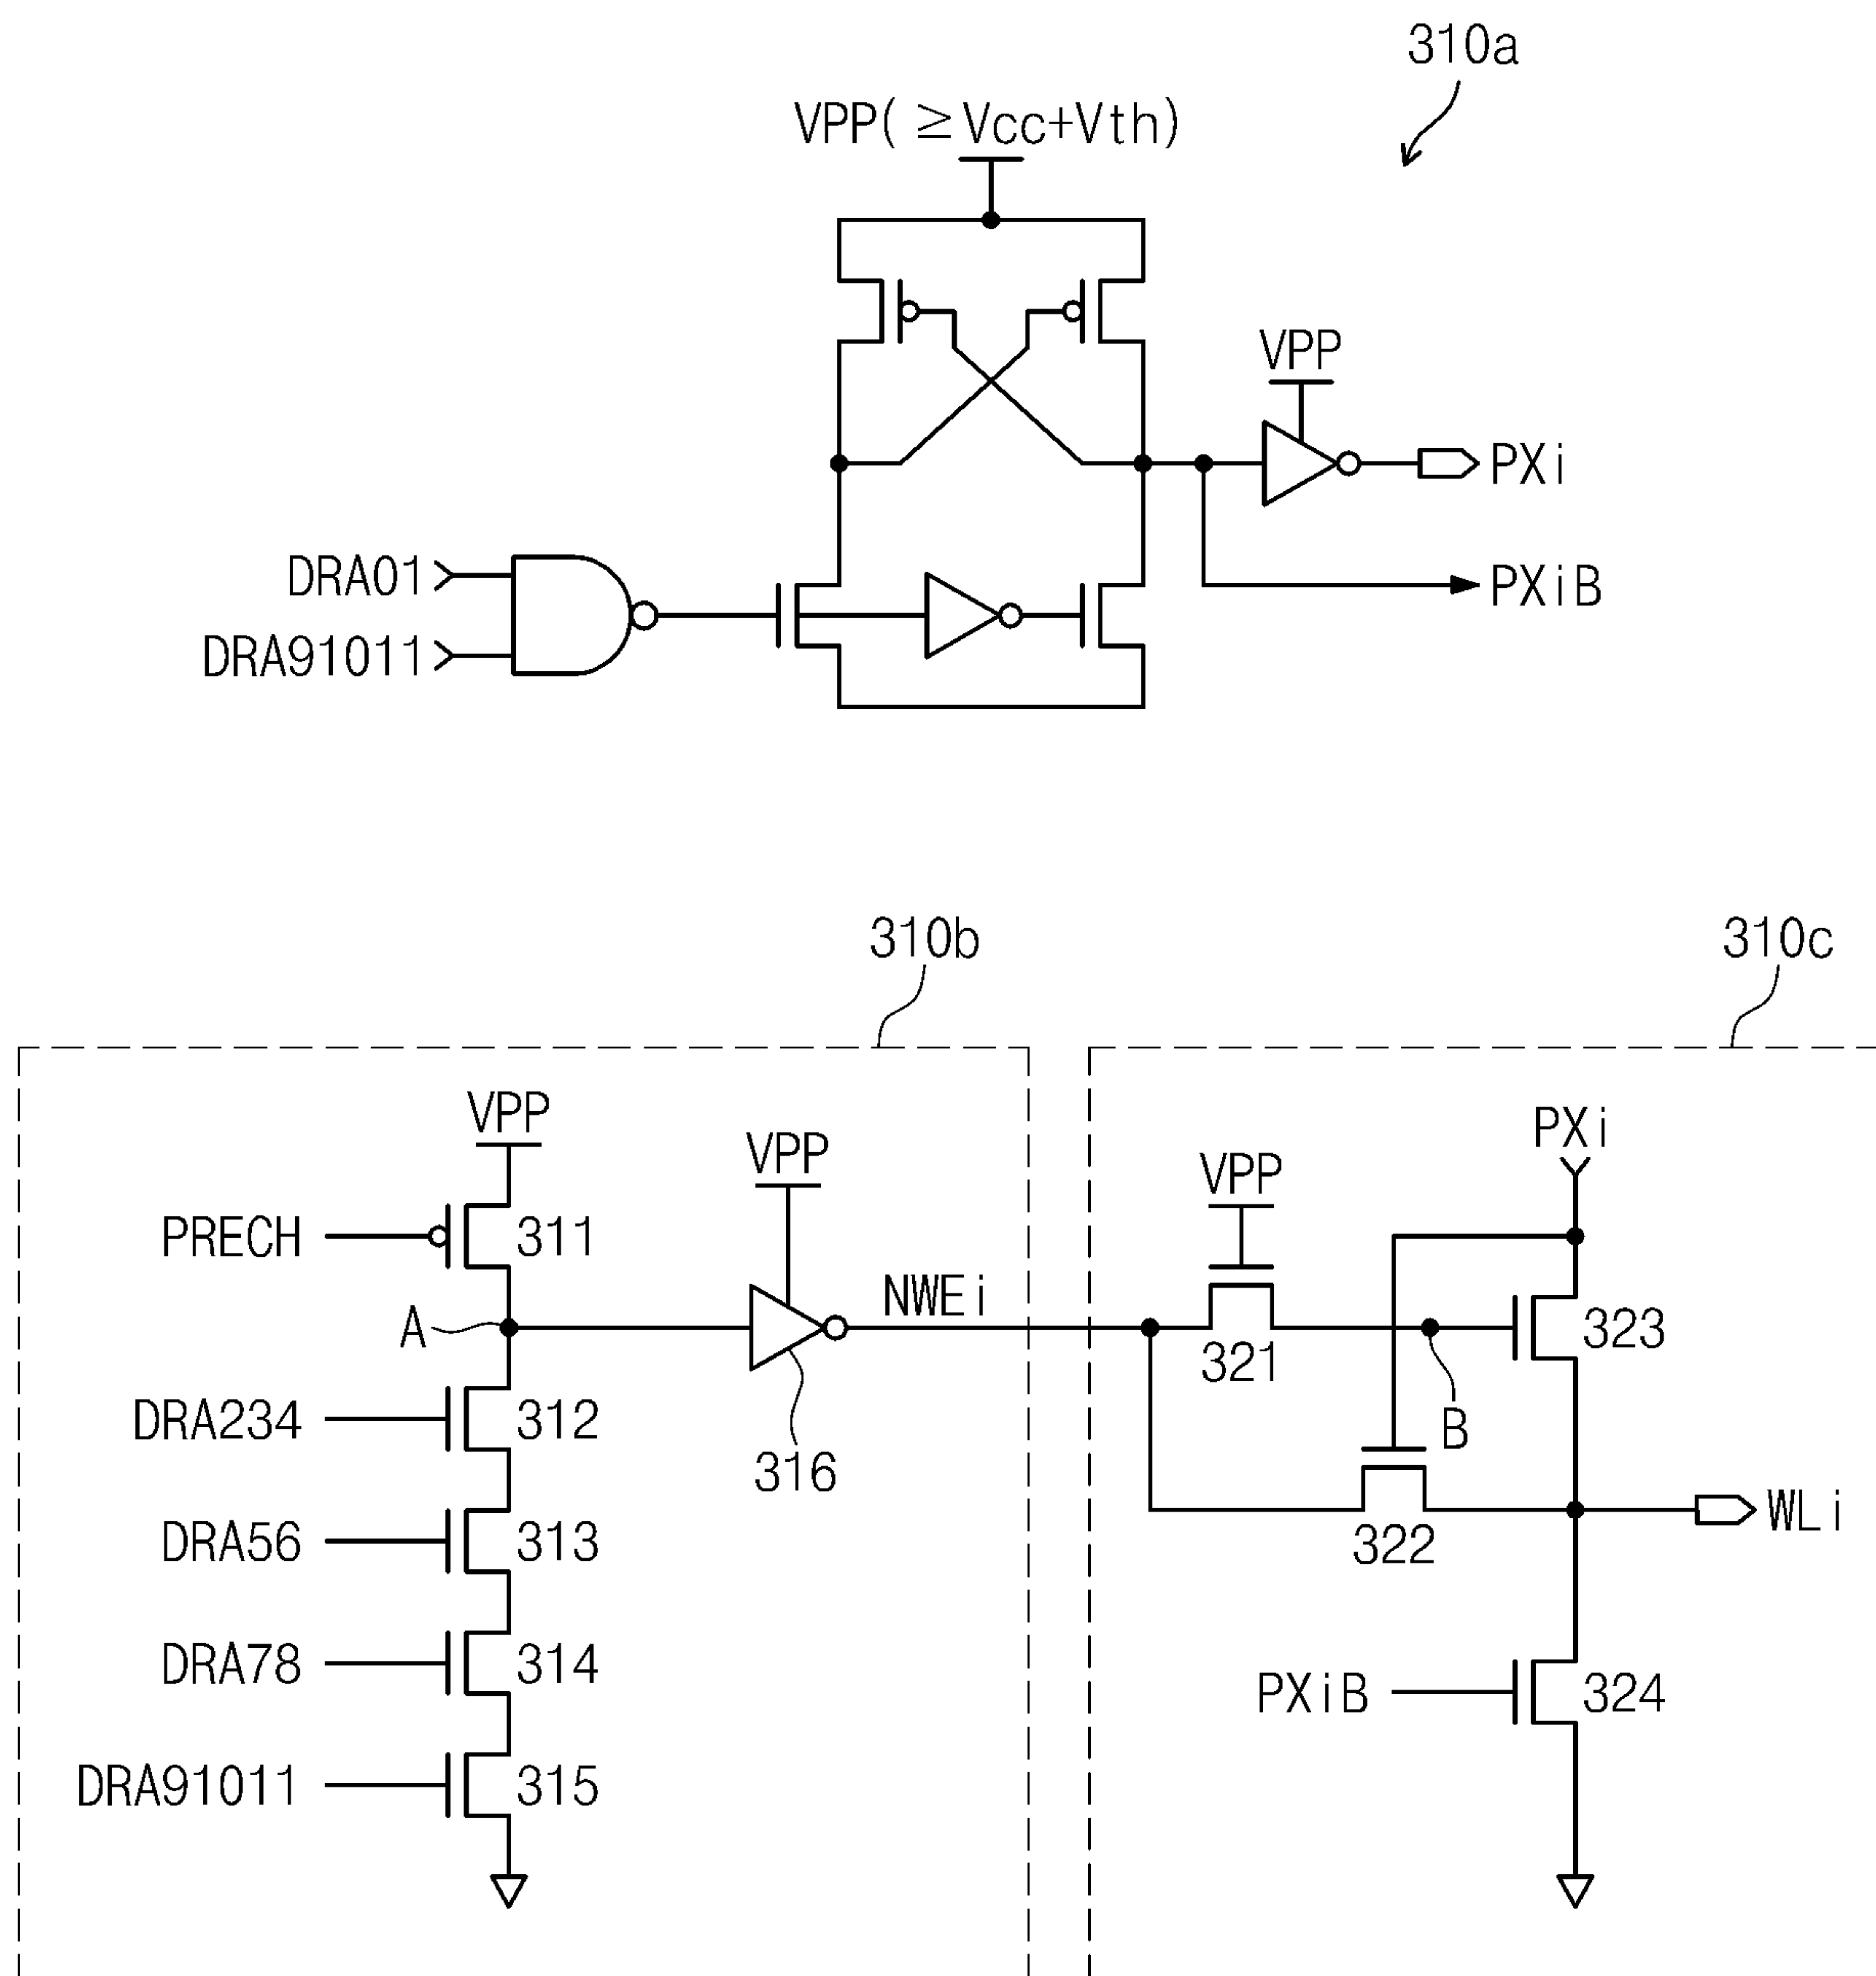 310a
VPP( ≥Vcc+Vth)
VPP
PXi
DRA01
PXiB
DRA91011
310b
310c
VPP
VPP
PRECH
311
A
NWEi
DRA234
312
316
DRA56
313
DRA78
314
DRA91011
315
PXi
VPP
321
B
323
322
WLi
PXiB
324